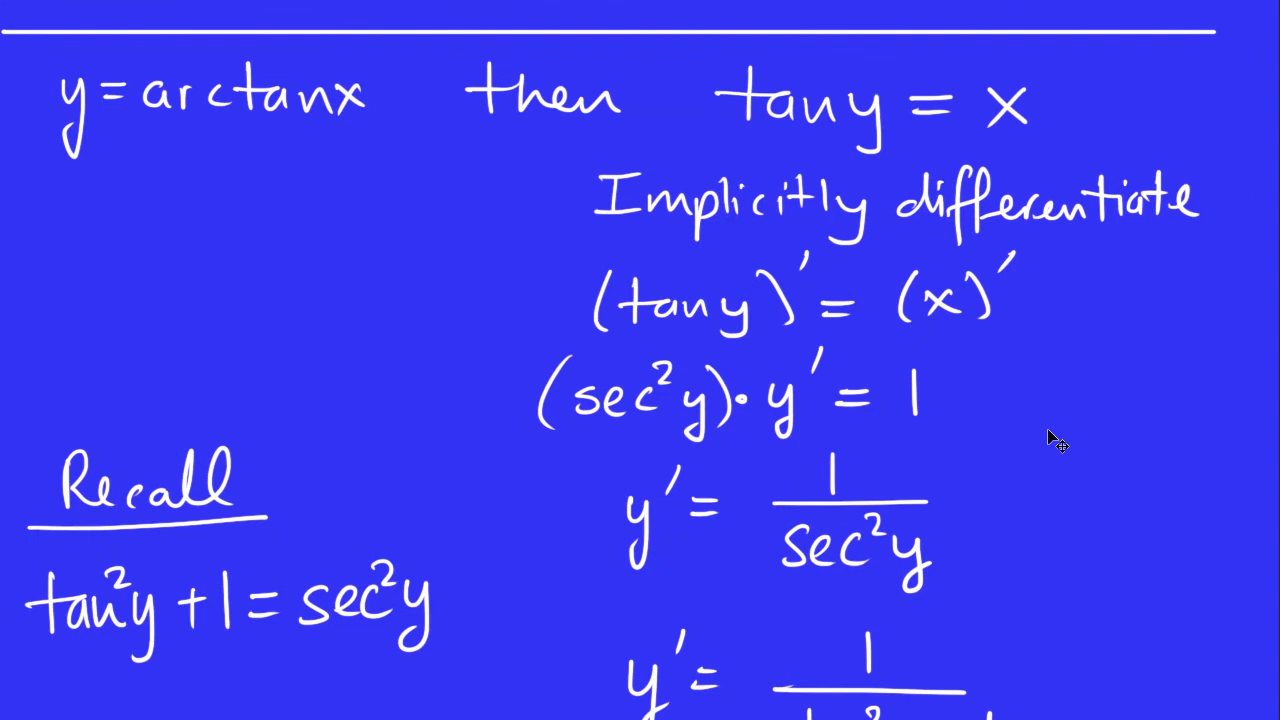 y = arctanx then tany = x
Implicitly differentiate
(tany)' = (x)'
(sec²y)·y' = 1
Recall
y' = 1/sec²y
tan²y + 1 = sec²y
y' = 1